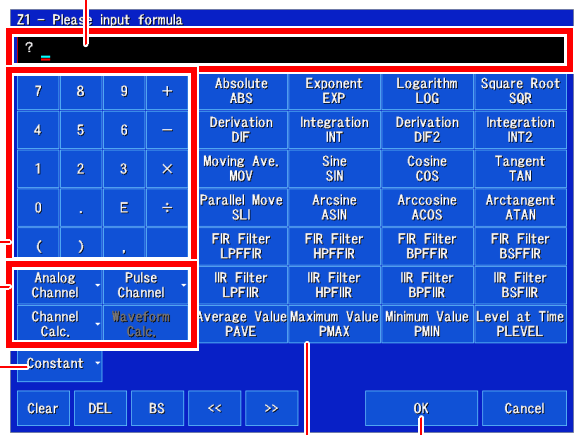 Z1 - Please input formula
?
7 8 9 +
Absolute ABS
Exponent EXP
Logarithm LOG
Square Root SQR
4 5 6 -
Derivation DIF
Integration INT
Derivation DIF2
Integration INT2
1 2 3 ×
Moving Ave. MOV
Sine SIN
Cosine COS
Tangent TAN
0 . E ÷
Parallel Move SLI
Arcsine ASIN
Arccosine ACOS
Arctangent ATAN
( ) ,
FIR Filter LPFFIR
FIR Filter HPFFIR
FIR Filter BPFFIR
FIR Filter BSFFIR
Analog Channel
Pulse Channel
IIR Filter LPFIIR
IIR Filter HPFIIR
IIR Filter BPFIIR
IIR Filter BSFIIR
Channel Calc.
Waveform Calc.
Average Value PAVE
Maximum Value PMAX
Minimum Value PMIN
Level at Time PLEVEL
Constant
Clear DEL BS << >> OK Cancel